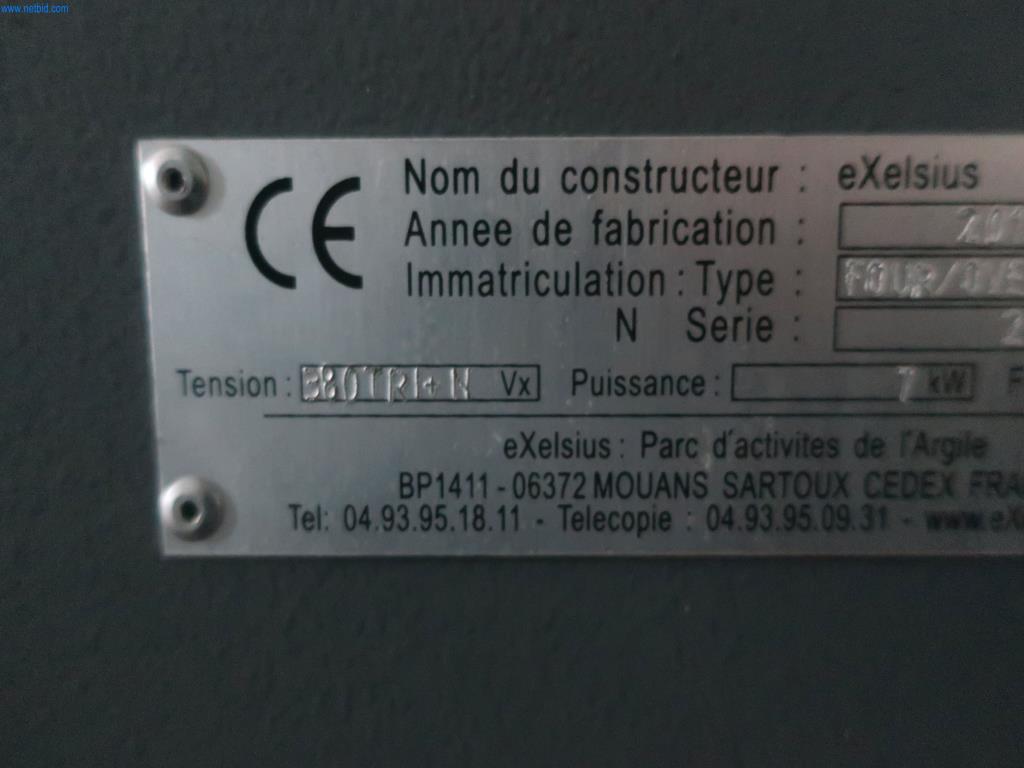 www.netbid.com
CE
Nom du constructeur : eXelsius
Annee de fabrication :
Immatriculation : Type :
N Serie :
Tension : 380TRI+N Vx Puissance : 7 kW
eXelsius : Parc d'activites de l'Argile
BP1411 - 06372 MOUANS SARTOUX CEDEX
Tel: 04.93.95.18.11 - Telecopie : 04.93.95.09.31 -